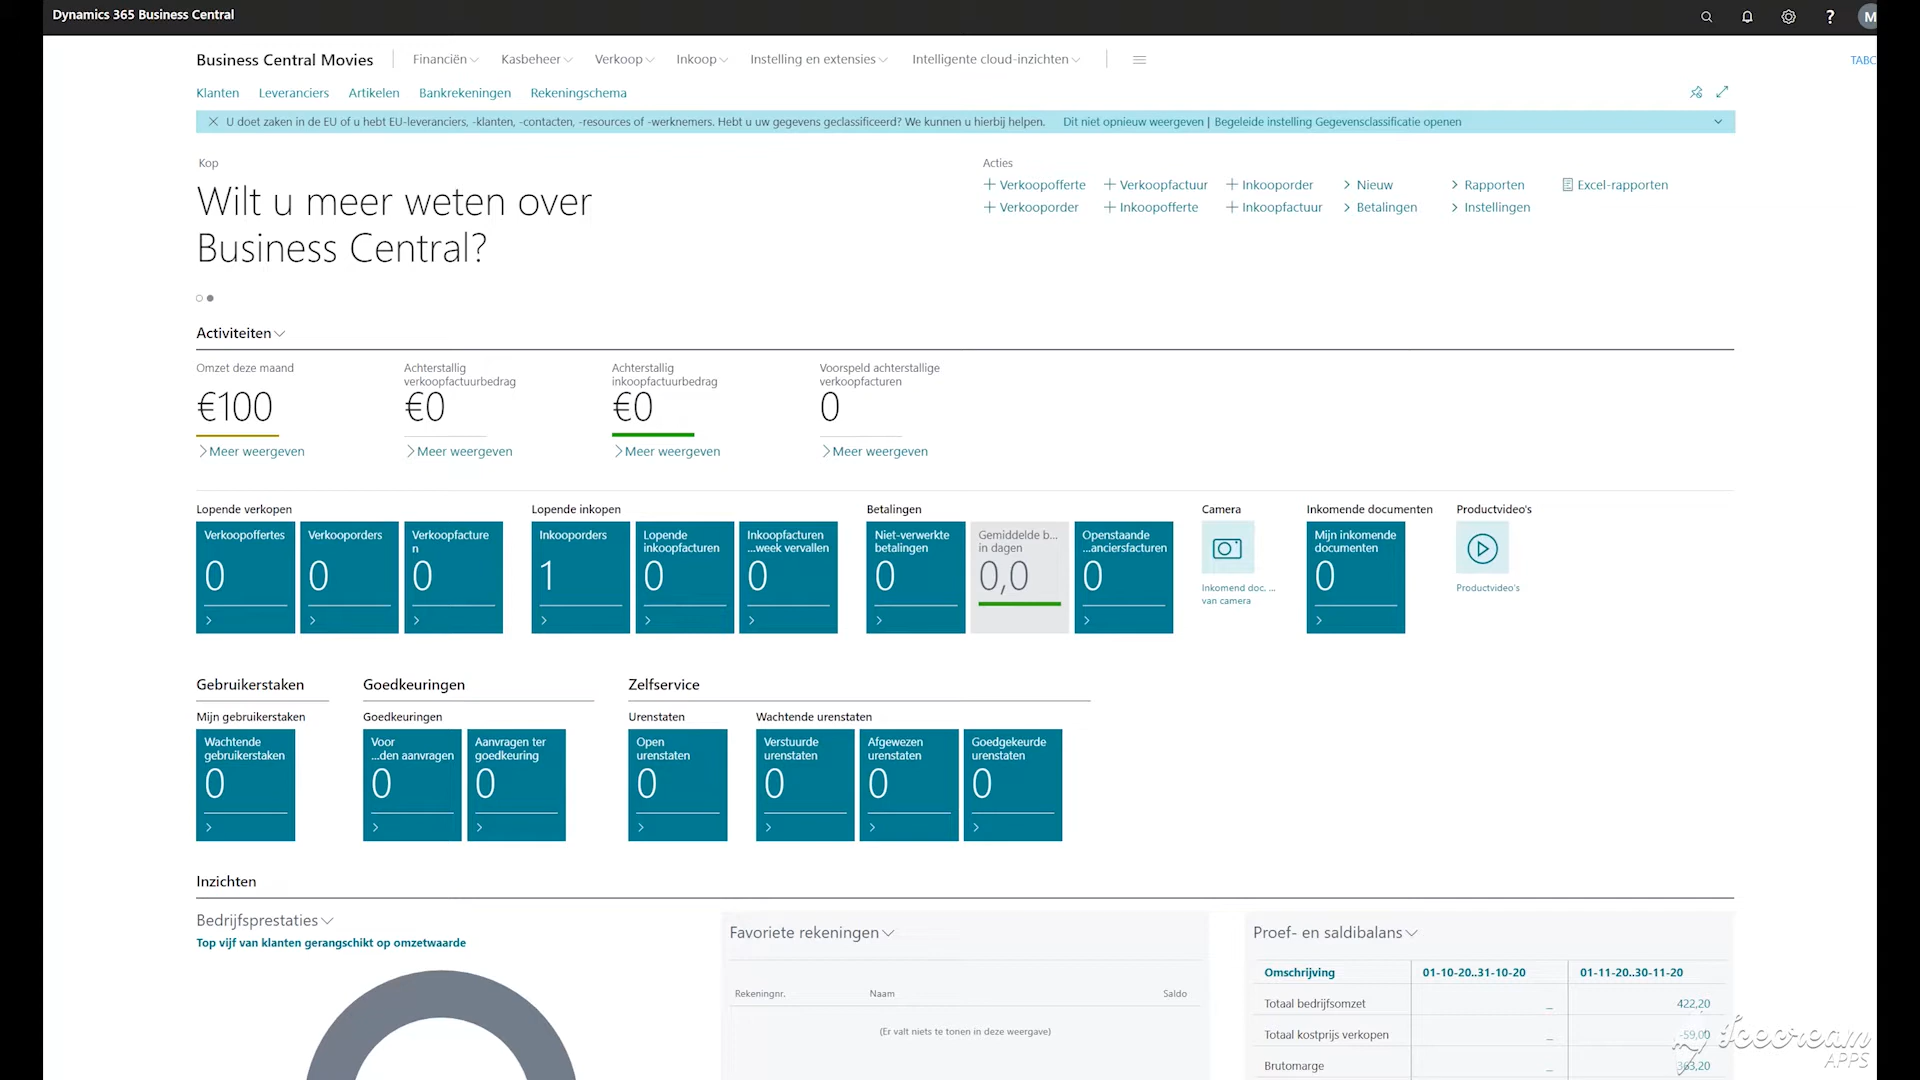 Dynamics 365 Business Central
? M
Business Central Movies Financiën Kasbeheer Verkoop Inkoop Instelling en extensies Intelligente cloud-inzichten
Klanten Leveranciers Artikelen Bankrekeningen Rekeningschema
U doet zaken in de EU of u hebt EU-leveranciers, -klanten, -contacten, -resources of -werknemers. Hebt u uw gegevens geclassificeerd? We kunnen u hierbij helpen. Dit niet opnieuw weergeven | Begeleide instelling Gegevensclassificatie openen
Kop
Wilt u meer weten over
Business Central?
Acties
+ Verkoopofferte + Verkoopfactuur + Inkooporder > Nieuw > Rapporten Excel-rapporten
+ Verkooporder + Inkoopofferte + Inkoopfactuur > Betalingen > Instellingen
Activiteiten
Omzet deze maand
€100
Meer weergeven
Achterstallig
verkoopfactuurbedrag
€0
Meer weergeven
Achterstallig
inkoopfactuurbedrag
€0
Meer weergeven
Voorspeld achterstallige
verkoopfacturen
0
Meer weergeven
Lopende verkopen
Verkoopoffertes
0
Verkooporders
0
Verkoopfacture
n
0
Lopende inkopen
Inkooporders
1
Lopende
inkoopfacturen
0
Inkoopfacturen
...week vervallen
0
Betalingen
Niet-verwerkte
betalingen
0
Gemiddelde b...
in dagen
0,0
Openstaande
...anciersfacturen
0
Camera
Inkomend doc. ...
van camera
Inkomende documenten
Mijn inkomende
documenten
0
Productvideo's
Productvideo's
Gebruikerstaken
Mijn gebruikerstaken
Wachtende
gebruikerstaken
0
Goedkeuringen
Goedkeuringen
Voor
...den aanvragen
0
Aanvragen ter
goedkeuring
0
Zelfservice
Urenstaten
Open
urenstaten
0
Wachtende urenstaten
Verstuurde
urenstaten
0
Afgewezen
urenstaten
0
Goedgekeurde
urenstaten
0
Inzichten
Bedrijfsprestaties
Top vijf van klanten gerangschikt op omzetwaarde
Favoriete rekeningen
Rekeningnr. Naam Saldo
(Er valt niets te tonen in deze weergave)
Proef- en saldibalans
Omschrijving 01-10-20..31-10-20 01-11-20..30-11-20
Totaal bedrijfsomzet _ 422,20
Totaal kostprijs verkopen _ -59,00
Brutomarge _ 363,20
Icecream
APPS